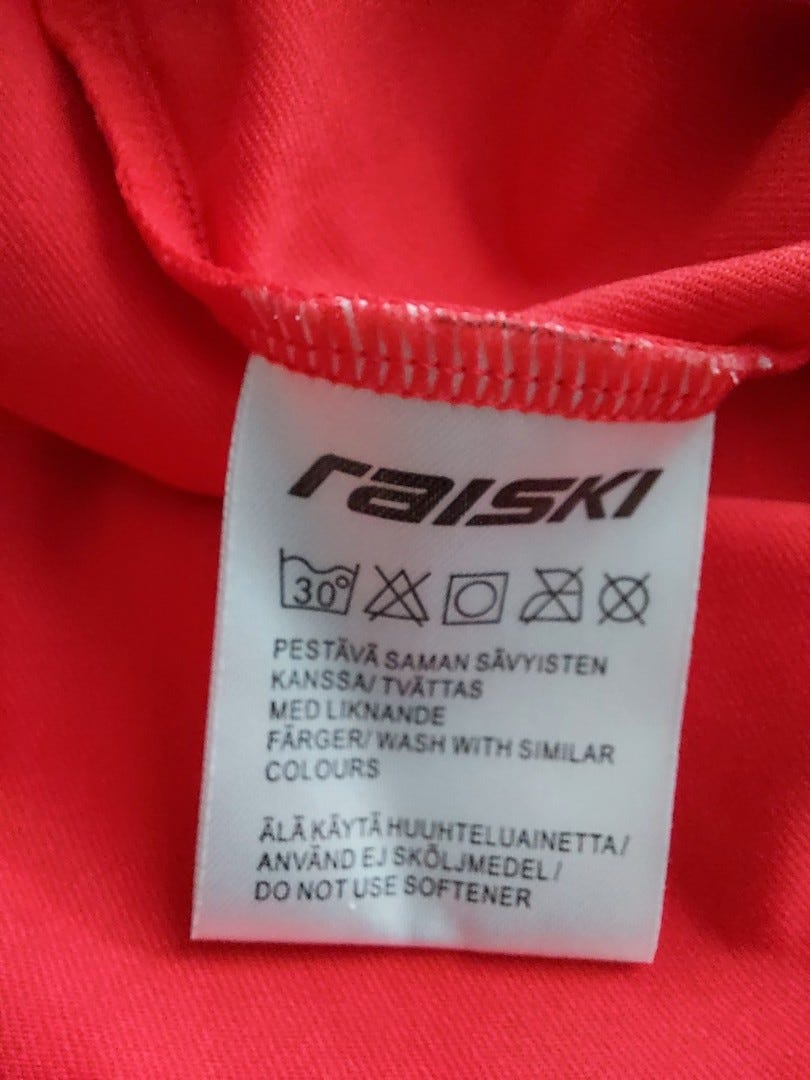 raiski
30°
PESTÄVÄ SAMAN SÄVYISTEN
KANSSA/ TVÄTTAS
MED LIKNANDE
FÄRGER/ WASH WITH SIMILAR
COLOURS
ÄLÄ KÄYTÄ HUUHTELUAINETTA/
ANVÄND EJ SKÖLJMEDEL/
DO NOT USE SOFTENER